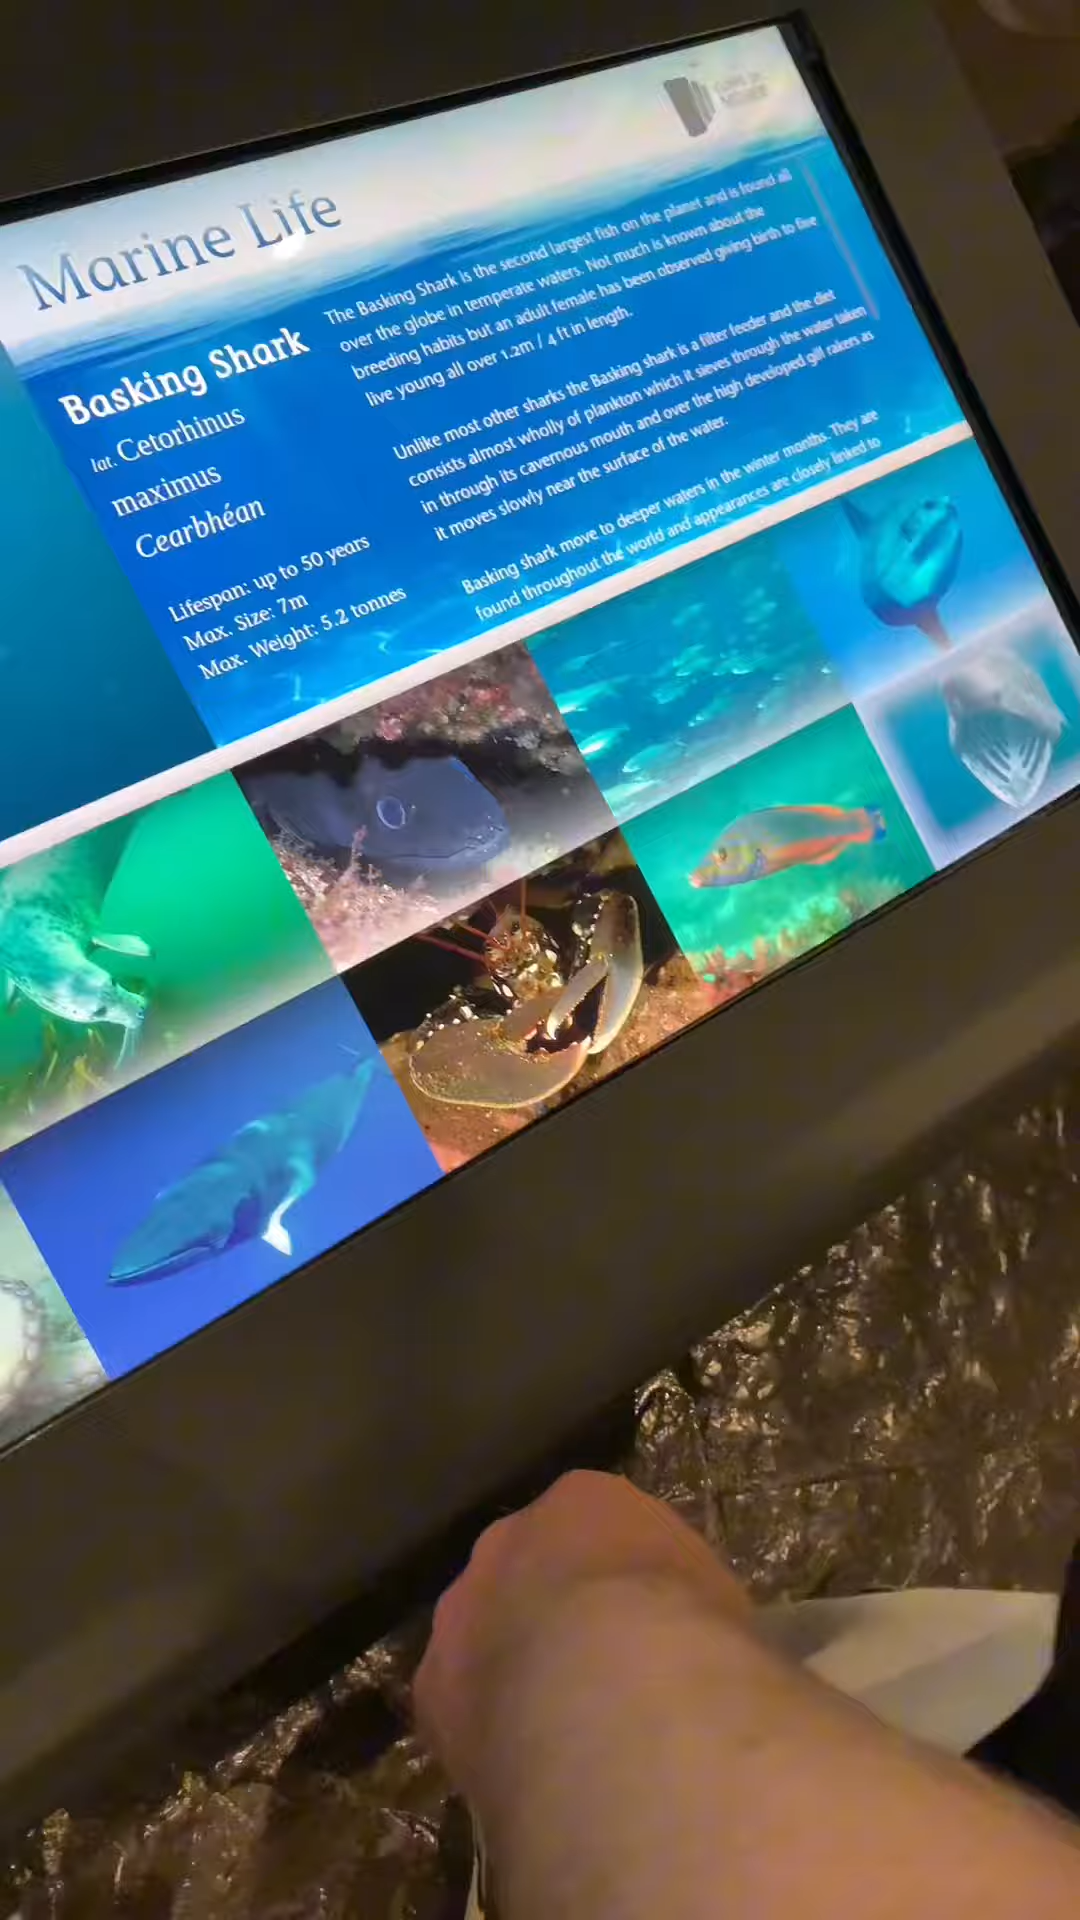 Marine Life
Basking Shark
lat. Cetorhinus
maximus
Cearbhéan
Lifespan: up to 50 years
Max. Size: 7m
Max. Weight: 5.2 tonnes
The Basking Shark is the second largest fish on the planet and is found all
over the globe in temperate waters. Not much is known about the
breeding habits but an adult female has been observed giving birth to five
live young all over 1.2m / 4 ft in length.
Unlike most other sharks the Basking shark is a filter feeder and the diet
consists almost wholly of plankton which it sieves through the water taken
in through its cavernous mouth and over the high developed gill rakers as
it moves slowly near the surface of the water.
Basking shark move to deeper waters in the winter months. They are
found throughout the world and appearances are closely linked to